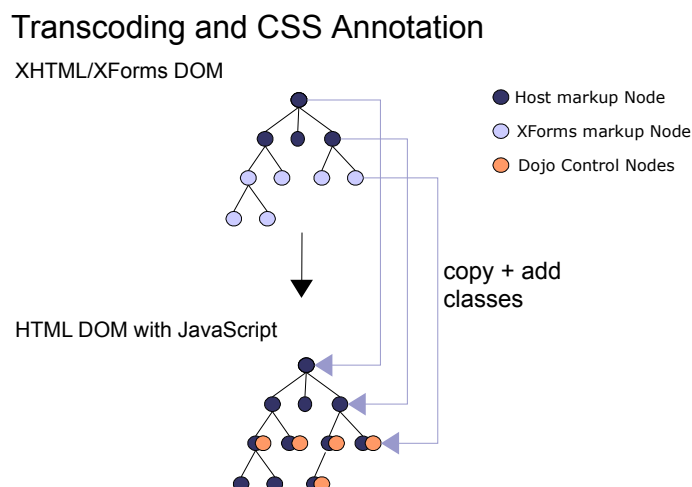 Transcoding and CSS Annotation
XHTML/XForms DOM
Host markup Node
XForms markup Node
Dojo Control Nodes
copy + add
classes
HTML DOM with JavaScript